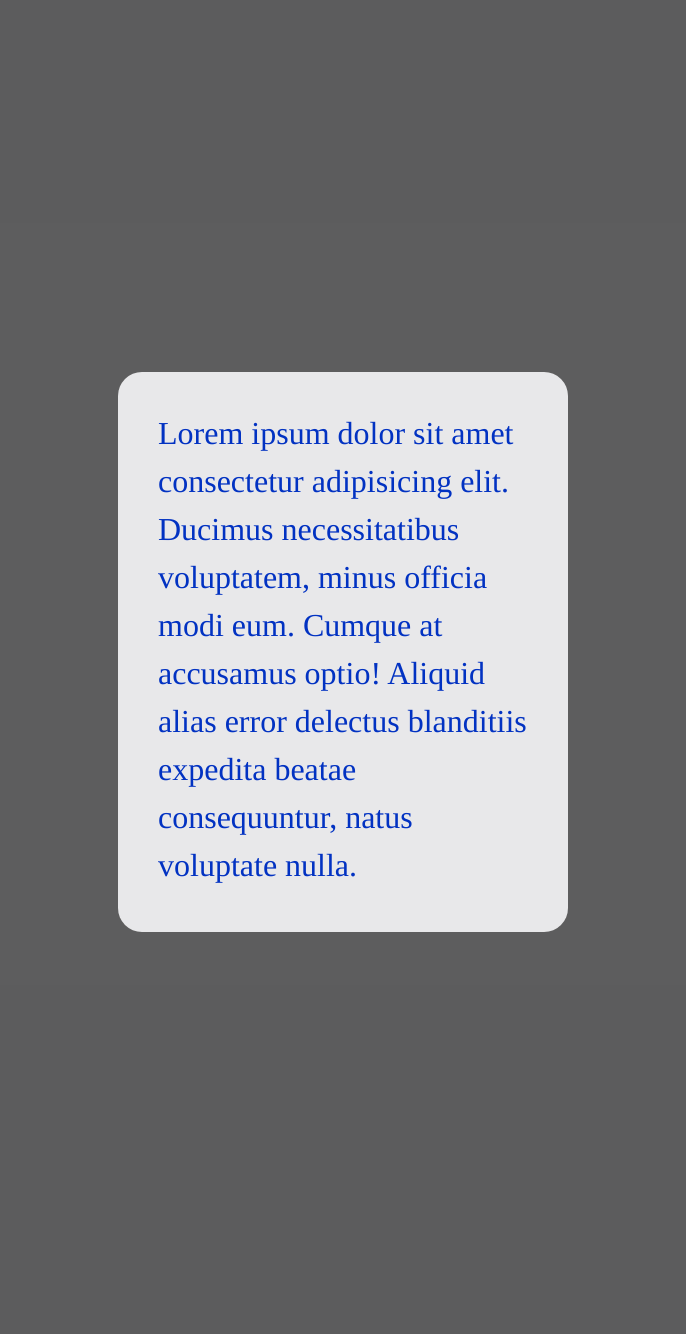 Lorem ipsum dolor sit amet
consectetur adipisicing elit.
Ducimus necessitatibus
voluptatem, minus officia
modi eum. Cumque at
accusamus optio! Aliquid
alias error delectus blanditiis
expedita beatae
consequuntur, natus
voluptate nulla.